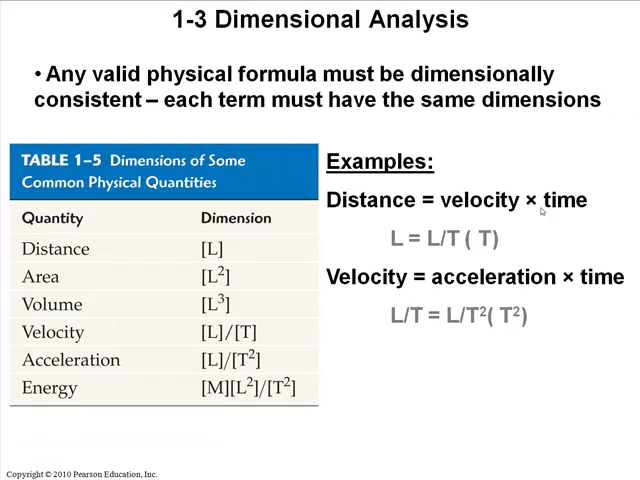 1-3 Dimensional Analysis
• Any valid physical formula must be dimensionally
consistent – each term must have the same dimensions
TABLE 1–5 Dimensions of Some
Common Physical Quantities
Quantity Dimension
Distance [L]
Area [L²]
Volume [L³]
Velocity [L]/[T]
Acceleration [L]/[T²]
Energy [M][L²]/[T²]
Examples:
Distance = velocity × time
L = L/T ( T)
Velocity = acceleration × time
L/T = L/T²( T²)
Copyright © 2010 Pearson Education, Inc.